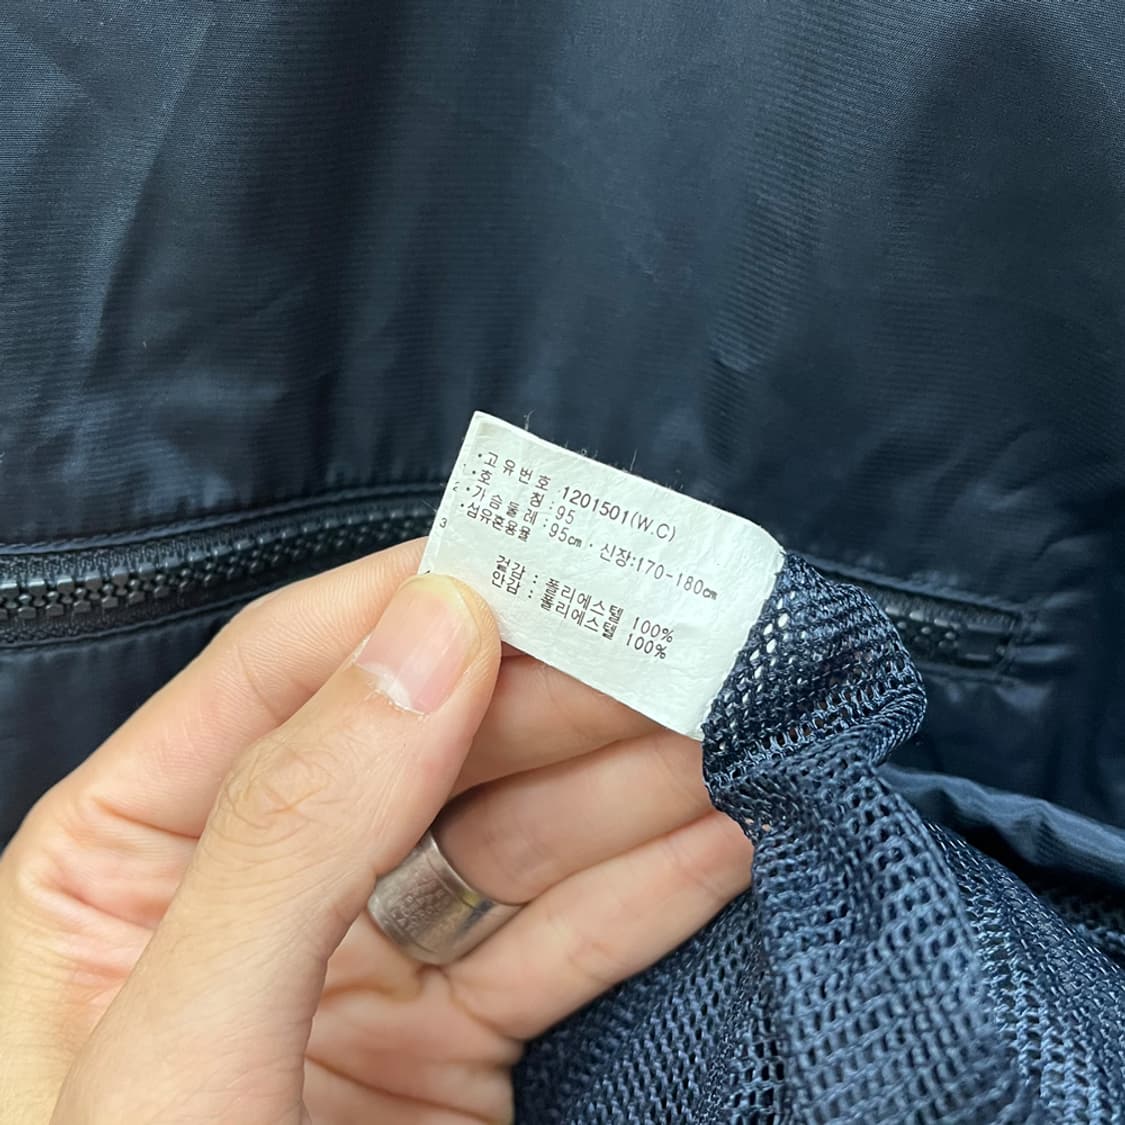 ·고유번호 1201501(W.C)
·호 칭:95
·가슴둘레:95㎝. 신장:170-180㎝
·섬유혼용율
겉감 : 폴리에스텔 100%
안감 : 폴리에스텔 100%